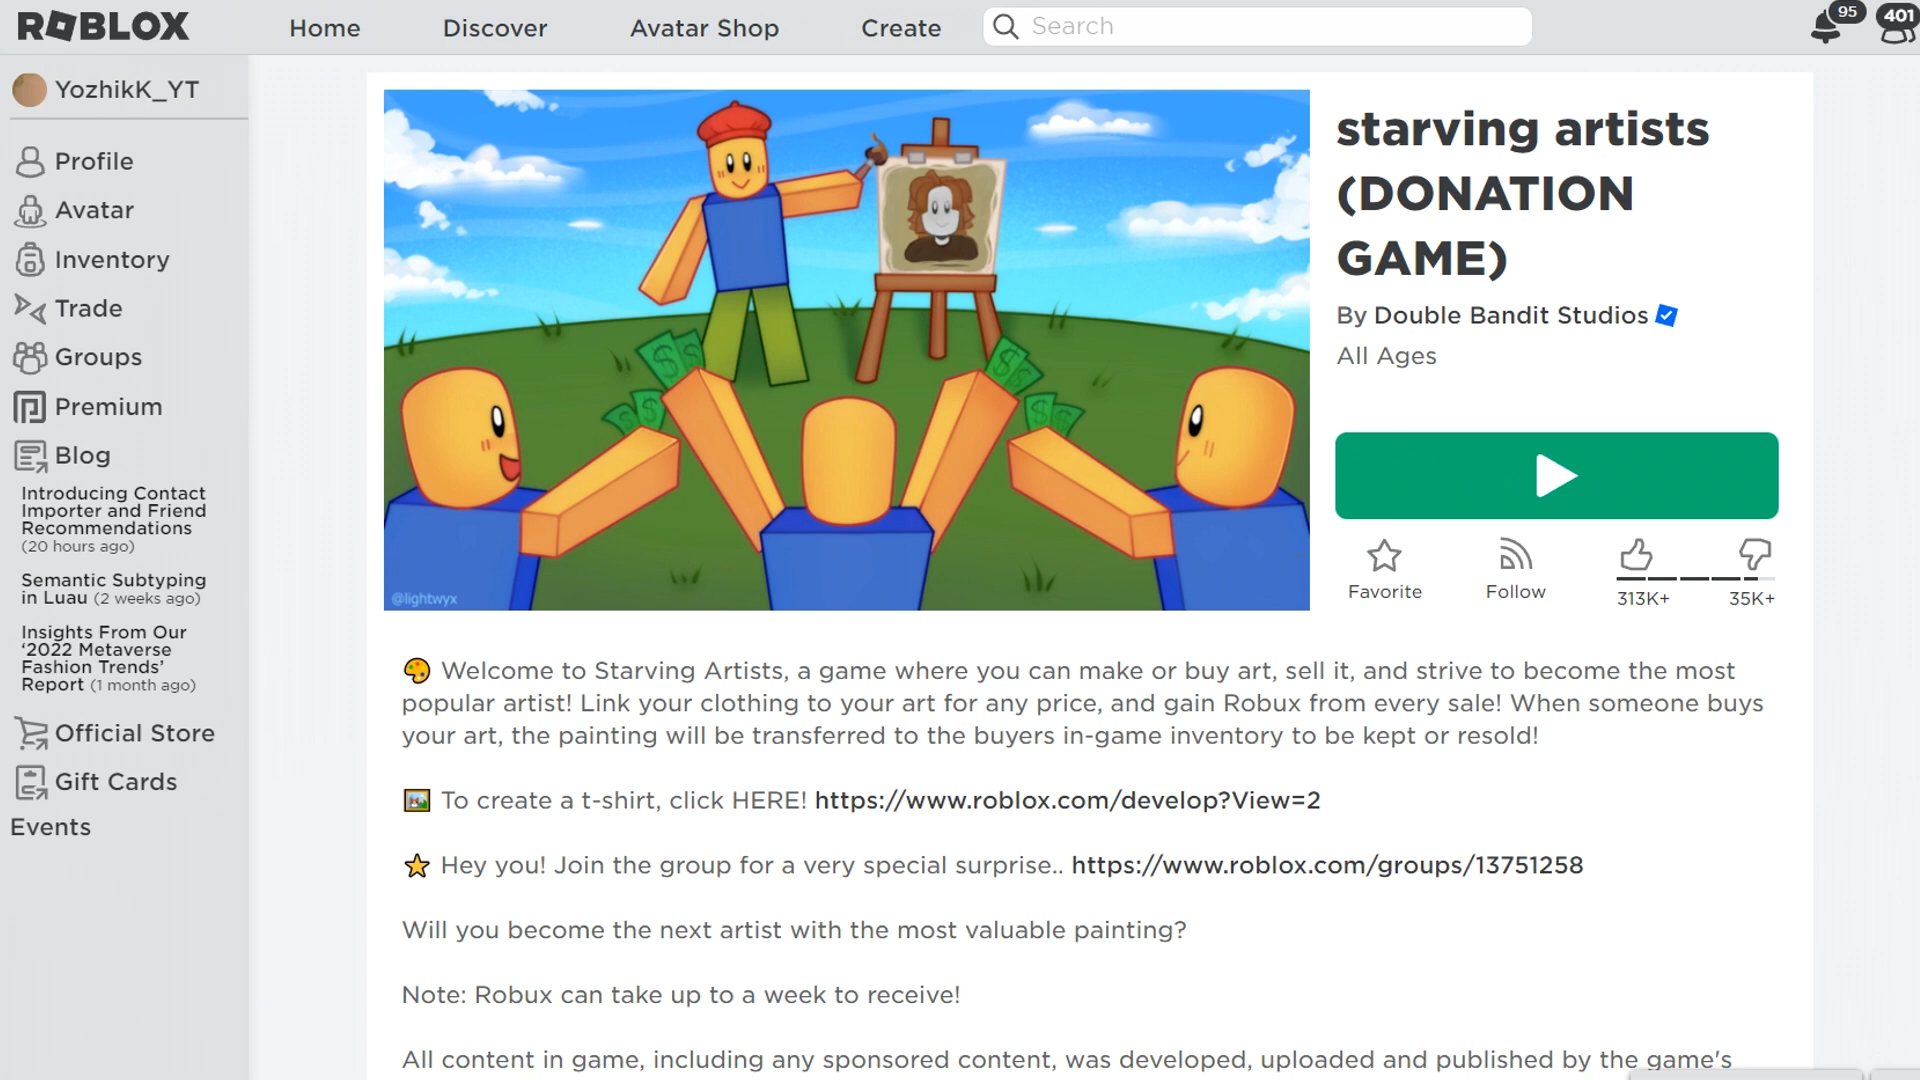 ROBLOX
Home
Discover
Avatar Shop
Create
Search
95
401
YozhikK_YT
Profile
Avatar
Inventory
Trade
Groups
Premium
Blog
Introducing Contact
Importer and Friend
Recommendations
(20 hours ago)
Semantic Subtyping
in Luau (2 weeks ago)
Insights From Our
‘2022 Metaverse
Fashion Trends’
Report (1 month ago)
Official Store
Gift Cards
Events
@lightwyx
starving artists
(DONATION
GAME)
By Double Bandit Studios
All Ages
Favorite
Follow
313K+
35K+
Welcome to Starving Artists, a game where you can make or buy art, sell it, and strive to become the most
popular artist! Link your clothing to your art for any price, and gain Robux from every sale! When someone buys
your art, the painting will be transferred to the buyers in-game inventory to be kept or resold!
To create a t-shirt, click HERE! https://www.roblox.com/develop?View=2
Hey you! Join the group for a very special surprise.. https://www.roblox.com/groups/13751258
Will you become the next artist with the most valuable painting?
Note: Robux can take up to a week to receive!
All content in game, including any sponsored content, was developed, uploaded and published by the game's